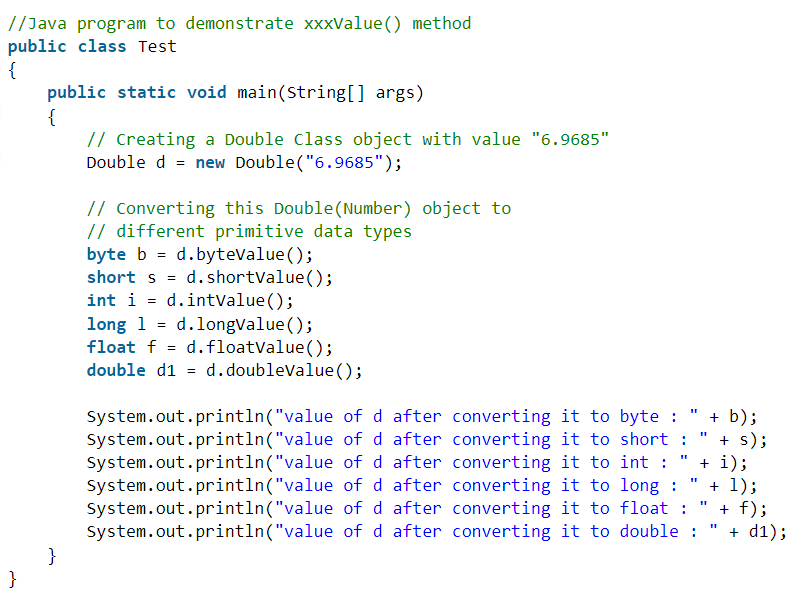 //Java program to demonstrate xxxValue() method
public class Test
{
    public static void main(String[] args)
    {
        // Creating a Double Class object with value "6.9685"
        Double d = new Double("6.9685");

        // Converting this Double(Number) object to
        // different primitive data types
        byte b = d.byteValue();
        short s = d.shortValue();
        int i = d.intValue();
        long l = d.longValue();
        float f = d.floatValue();
        double d1 = d.doubleValue();

        System.out.println("value of d after converting it to byte : " + b);
        System.out.println("value of d after converting it to short : " + s);
        System.out.println("value of d after converting it to int : " + i);
        System.out.println("value of d after converting it to long : " + l);
        System.out.println("value of d after converting it to float : " + f);
        System.out.println("value of d after converting it to double : " + d1);
    }
}